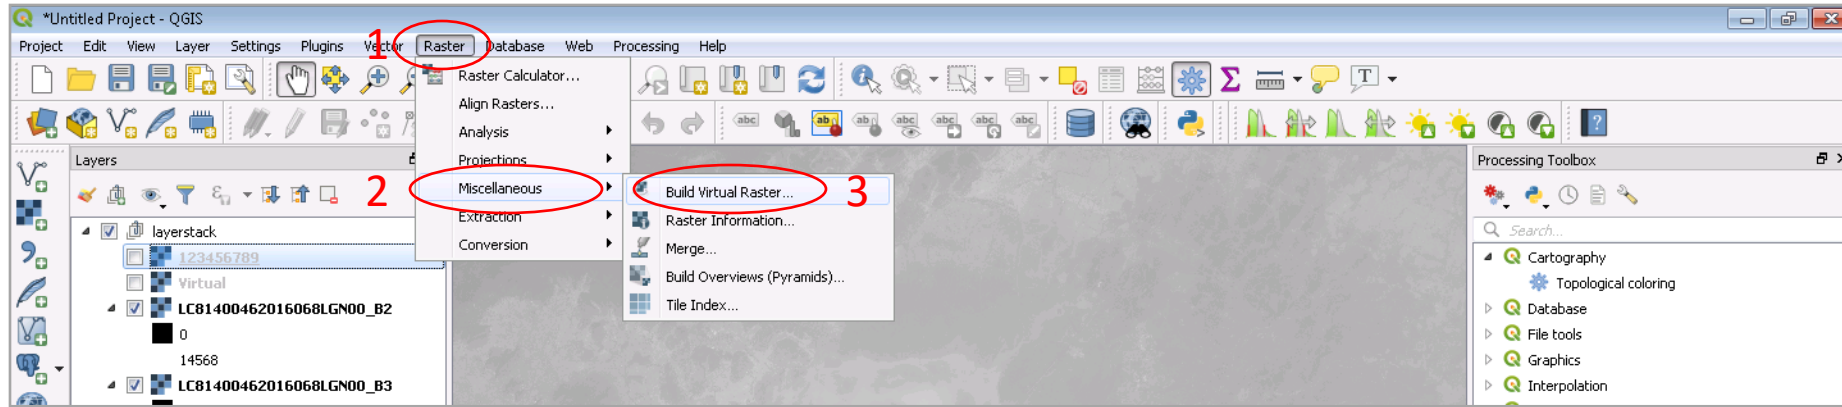 *Untitled Project - QGIS
Project Edit View Layer Settings Plugins Vector Raster Database Web Processing Help
1
Raster Calculator...
Align Rasters...
Analysis
Projections
Miscellaneous
Extraction
Conversion
2
Build Virtual Raster...
Raster Information...
Merge...
Build Overviews (Pyramids)...
Tile Index...
3
Layers
layerstack
123456789
Virtual
LC81400462016068LGN00_B2
0
14568
LC81400462016068LGN00_B3
Processing Toolbox
Search...
Cartography
Topological coloring
Database
File tools
Graphics
Interpolation